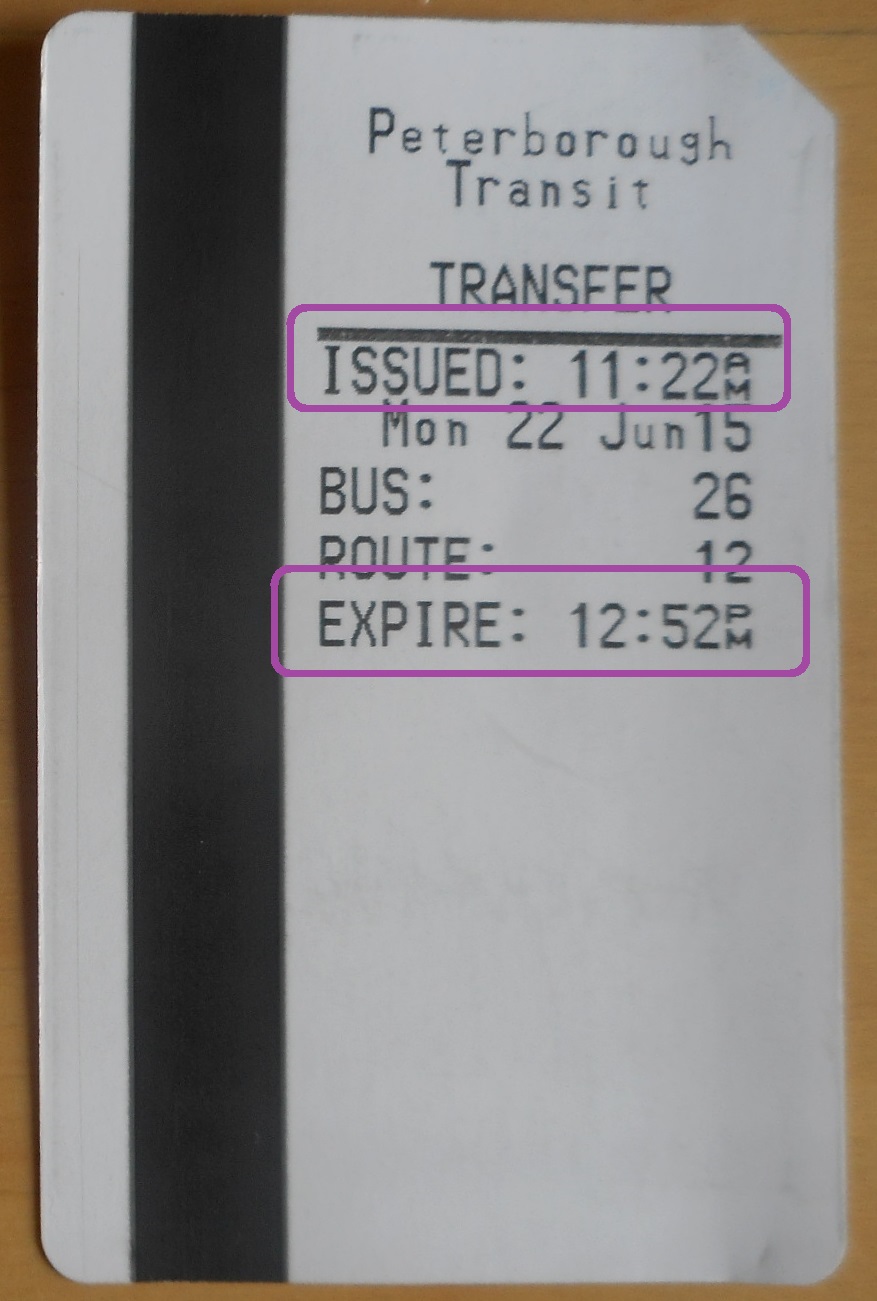 Peterborough
Transit
TRANSFER
ISSUED: 11:22AM
Mon 22 Jun15
BUS: 26
ROUTE: 12
EXPIRE: 12:52PM